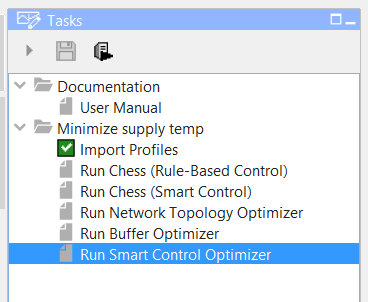 Tasks
Documentation
User Manual
Minimize supply temp
Import Profiles
Run Chess (Rule-Based Control)
Run Chess (Smart Control)
Run Network Topology Optimizer
Run Buffer Optimizer
Run Smart Control Optimizer